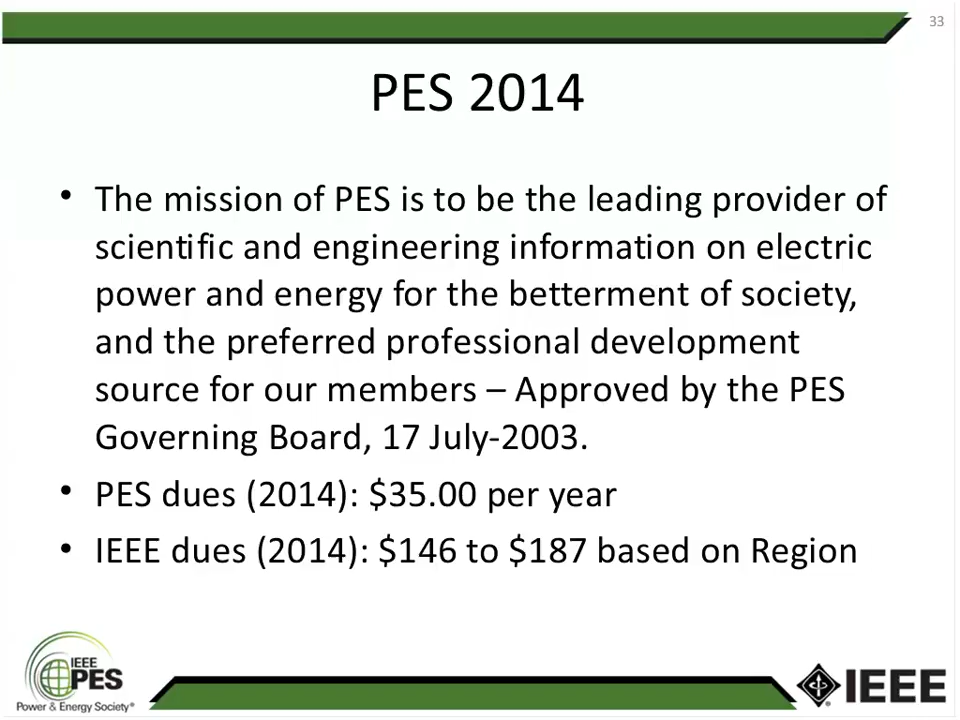 33
PES 2014
• The mission of PES is to be the leading provider of
scientific and engineering information on electric
power and energy for the betterment of society,
and the preferred professional development
source for our members – Approved by the PES
Governing Board, 17 July-2003.
• PES dues (2014): $35.00 per year
• IEEE dues (2014): $146 to $187 based on Region
IEEE
PES
Power & Energy Society®
IEEE